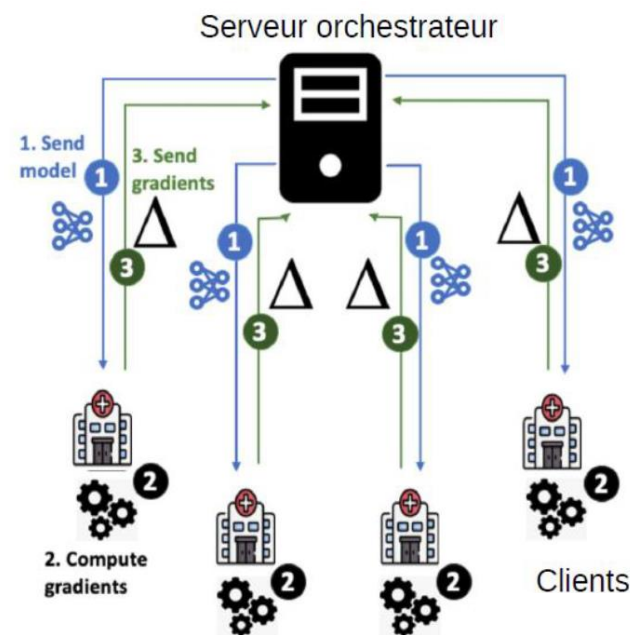 Serveur orchestrateur
1. Send
model
3. Send
gradients
1
1
3
1
1
3
3
3
2
2
2. Compute
gradients
2
2
Clients